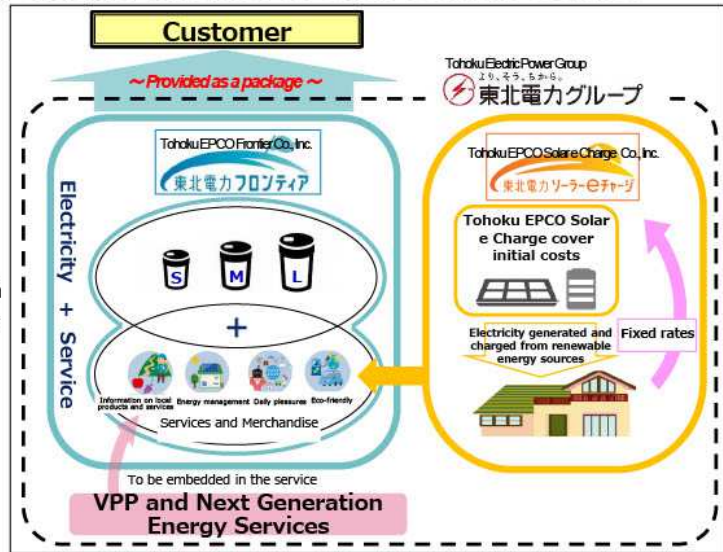 Customer
～Provided as a package～
Tohoku Electric Power Group
より、そう、ちから。
東北電力グループ
Tohoku EPCO Frontier Co., Inc.
東北電力フロンティア
Electricity + Service
S M L
+
Information on local
products and services
Energy management
Daily pleasures
Eco-friendly
Services and Merchandise
To be embedded in the service
VPP and Next Generation
Energy Services
Tohoku EPCO Solar e Charge Co., Inc.
東北電力ソーラーeチャージ
Tohoku EPCO Solar
e Charge cover
initial costs
Electricity generated and
charged from renewable
energy sources
Fixed rates